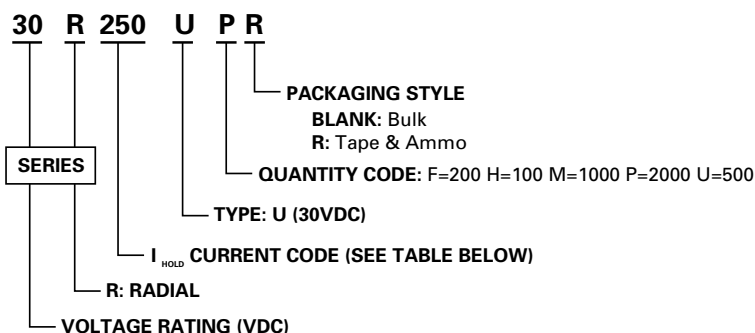 30 R 250 U P R
PACKAGING STYLE
BLANK: Bulk
R: Tape & Ammo
SERIES
QUANTITY CODE: F=200 H=100 M=1000 P=2000 U=500
TYPE: U (30VDC)
I HOLD CURRENT CODE (SEE TABLE BELOW)
R: RADIAL
VOLTAGE RATING (VDC)